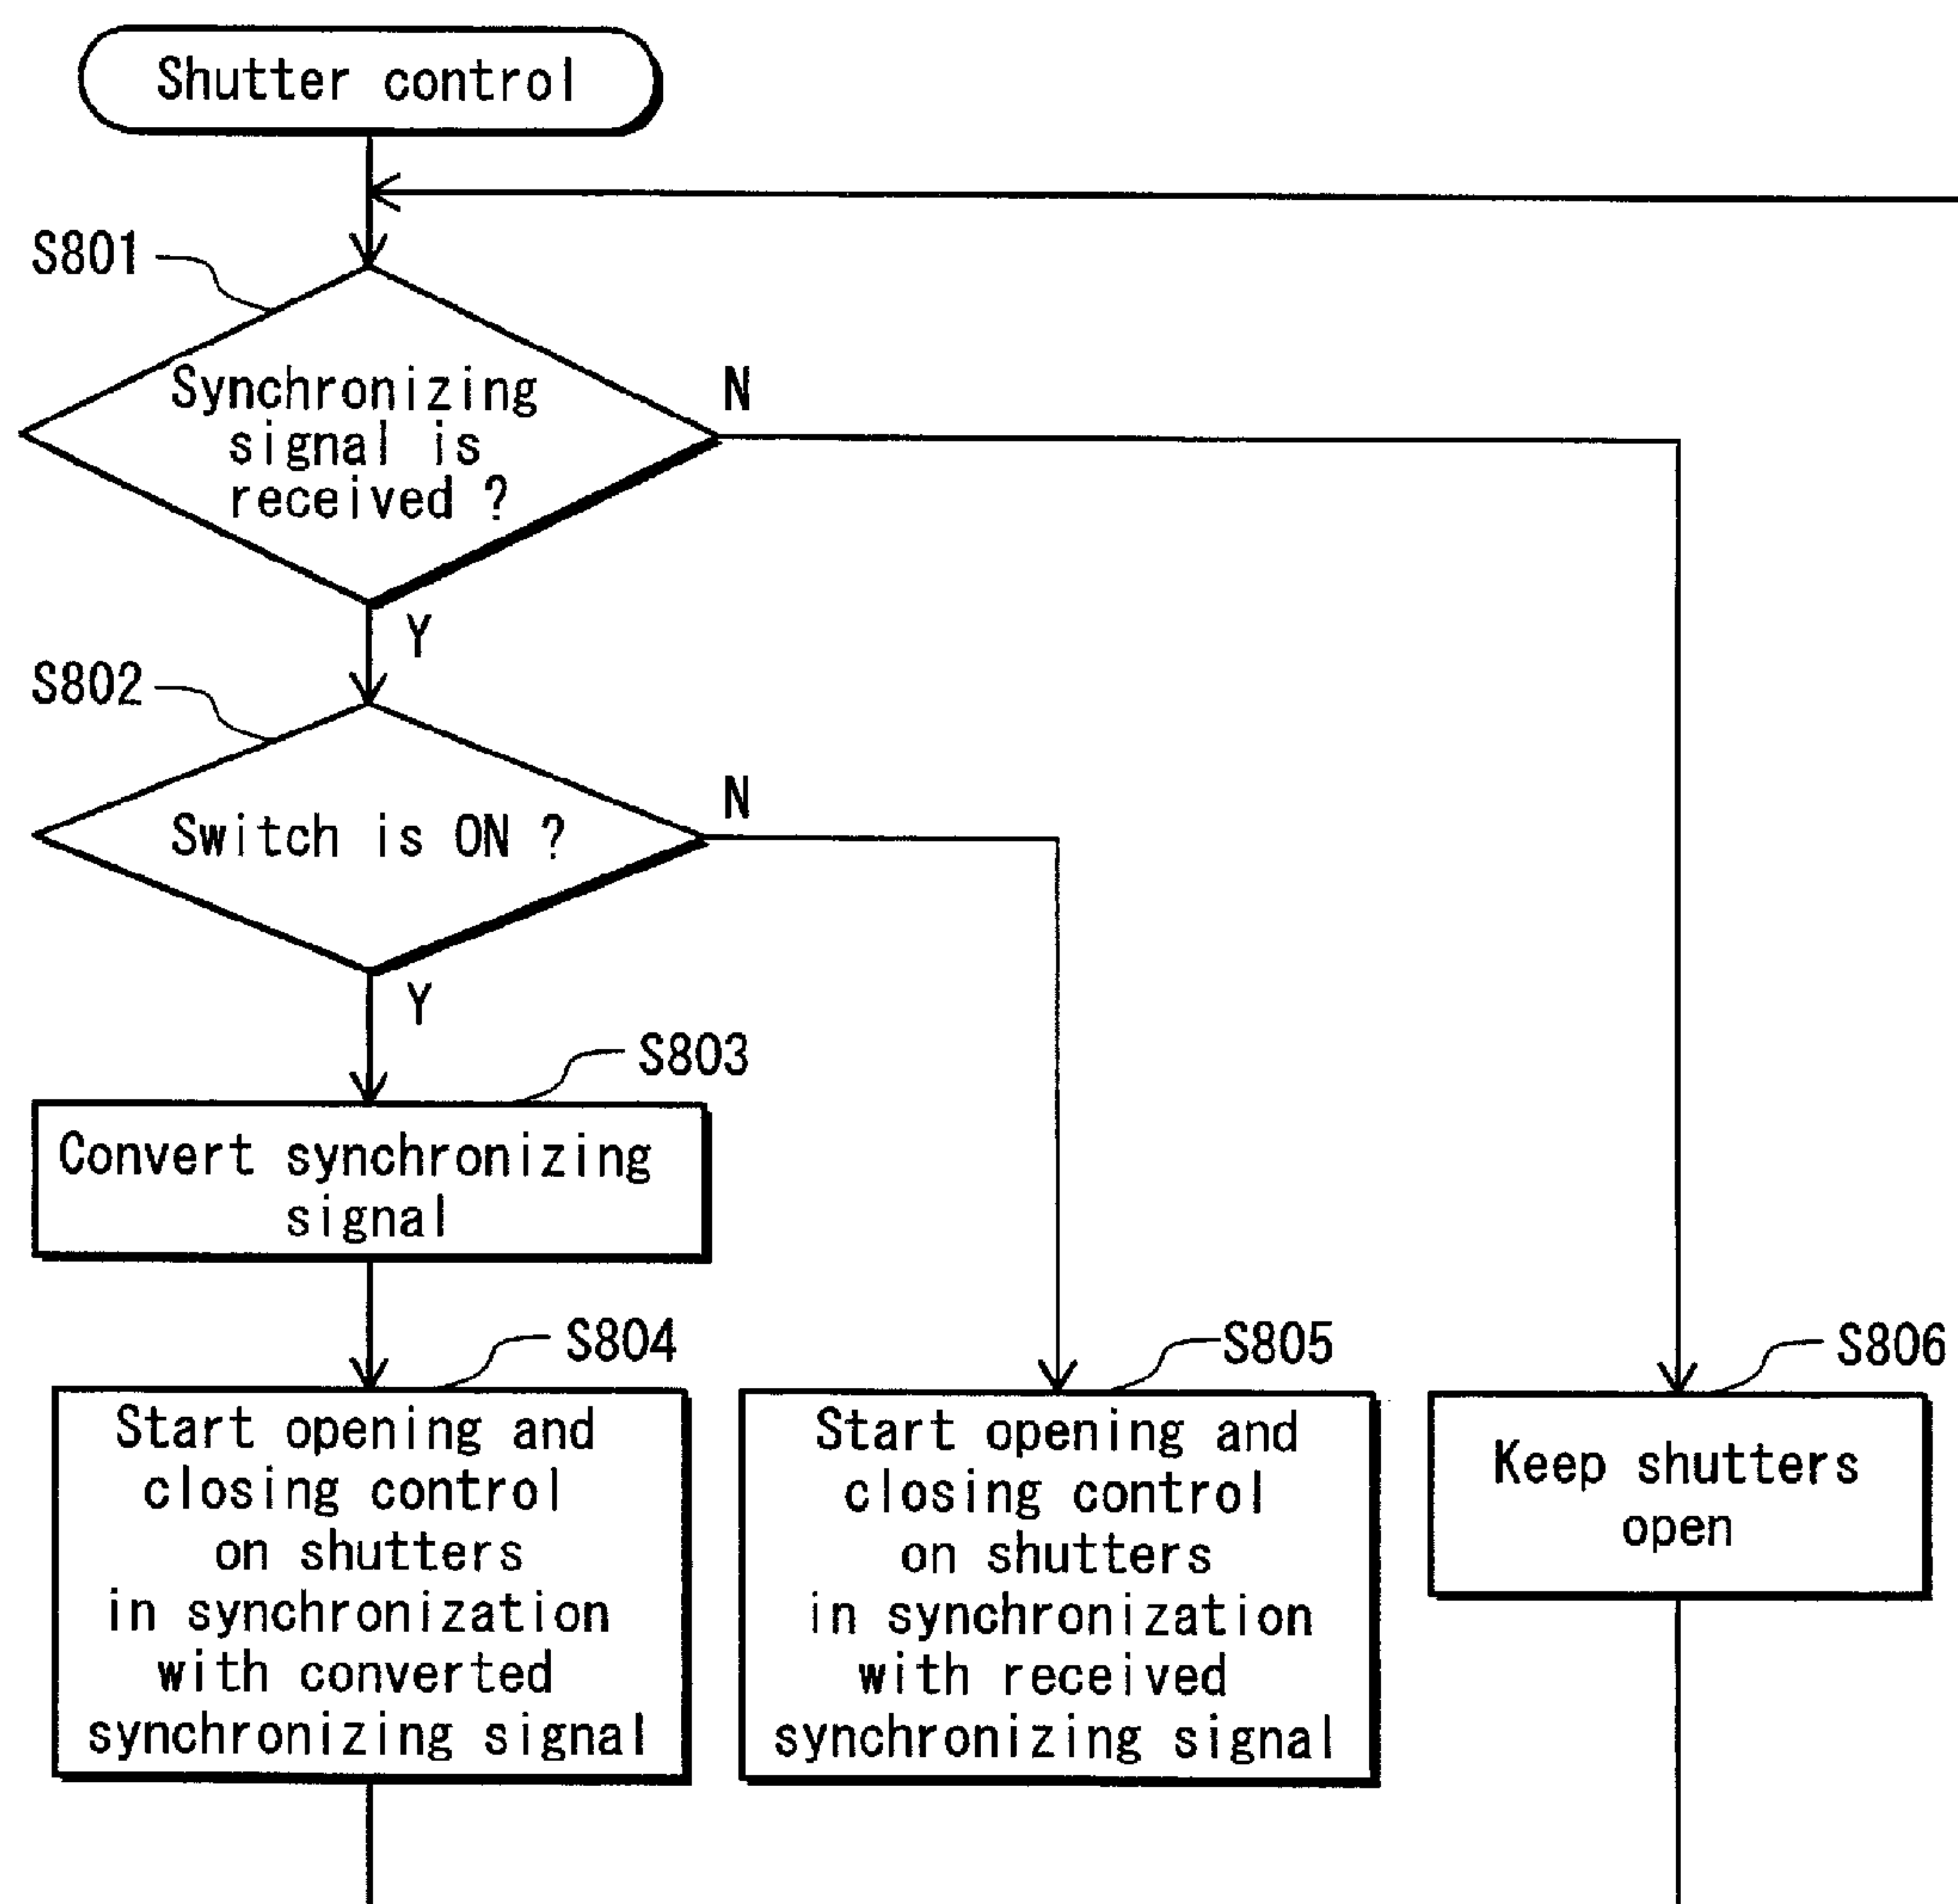 Shutter control
S801
Synchronizing
signal is
received ?
N
Y
S802
Switch is ON ?
N
Y
S803
Convert synchronizing
signal
S804
Start opening and
closing control
on shutters
in synchronization
with converted
synchronizing signal
S805
Start opening and
closing control
on shutters
in synchronization
with received
synchronizing signal
S806
Keep shutters
open